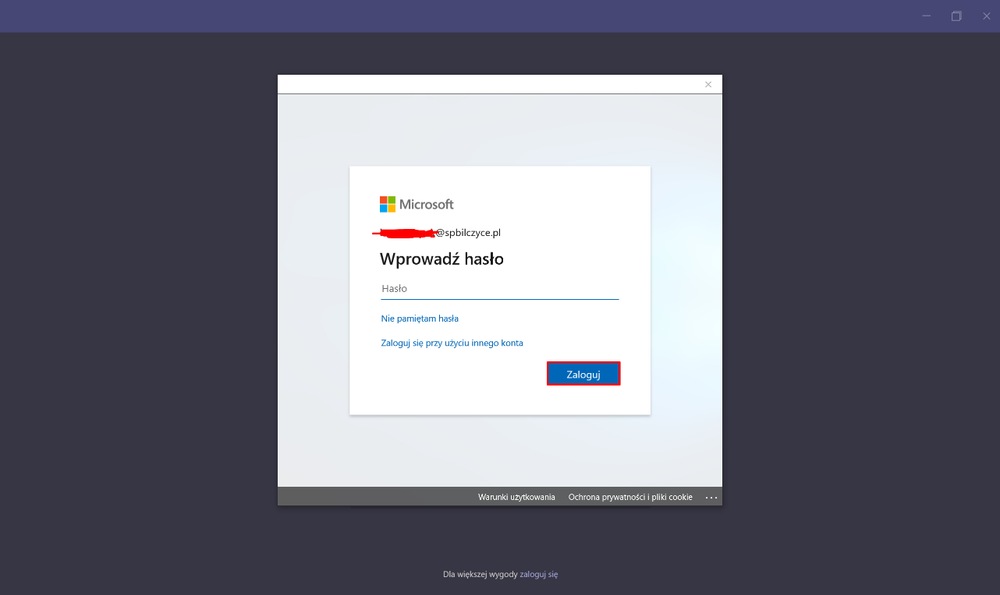 Microsoft
@spbilczyce.pl
Wprowadź hasło
Hasło
Nie pamiętam hasła
Zaloguj się przy użyciu innego konta
Zaloguj
Warunki użytkowania Ochrona prywatności i pliki cookie ...
Dla większej wygody zaloguj się